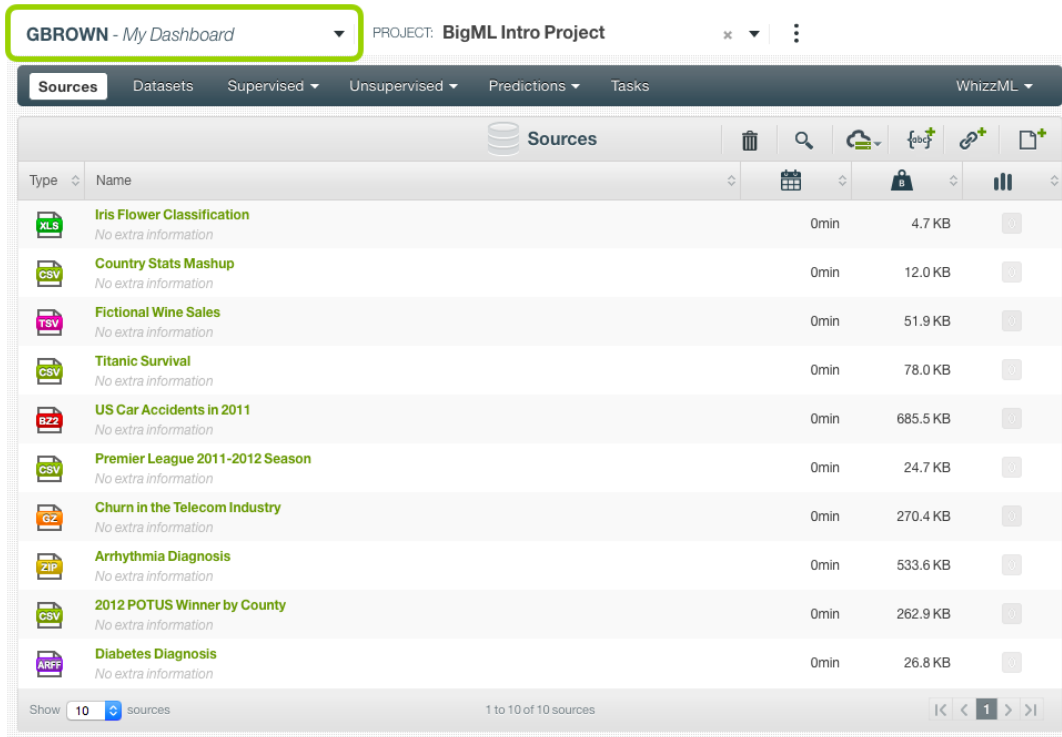 GBROWN - My Dashboard PROJECT: BigML Intro Project
Sources Datasets Supervised Unsupervised Predictions Tasks WhizzML
Sources {abc}
Type Name B
XLS Iris Flower Classification 0min 4.7 KB
No extra information
CSV Country Stats Mashup 0min 12.0 KB
No extra information
TSV Fictional Wine Sales 0min 51.9 KB
No extra information
CSV Titanic Survival 0min 78.0 KB
No extra information
BZ2 US Car Accidents in 2011 0min 685.5 KB
No extra information
CSV Premier League 2011-2012 Season 0min 24.7 KB
No extra information
GZ Churn in the Telecom Industry 0min 270.4 KB
No extra information
ZIP Arrhythmia Diagnosis 0min 533.6 KB
No extra information
CSV 2012 POTUS Winner by County 0min 262.9 KB
No extra information
ARFF Diabetes Diagnosis 0min 26.8 KB
No extra information
Show 10 sources 1 to 10 of 10 sources 1